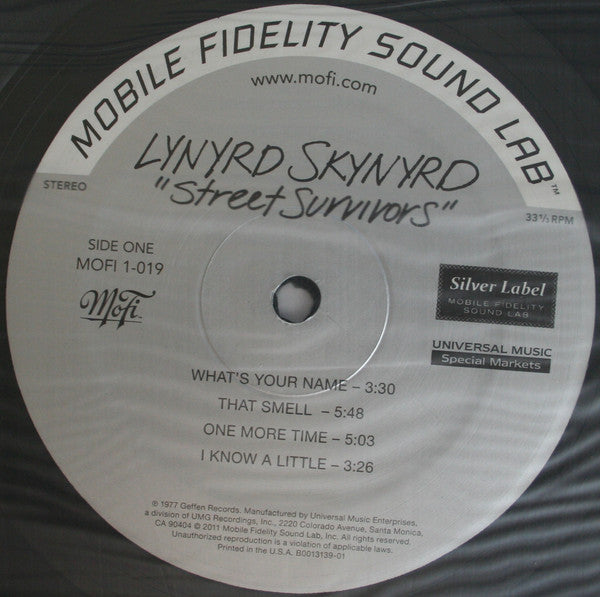 MOBILE FIDELITY SOUND LAB™
www.mofi.com
LYNYRD SKYNYRD
"Street Survivors"
STEREO
33⅓ RPM
SIDE ONE
MOFI 1-019
MoFi™
Silver Label
MOBILE FIDELITY
SOUND LAB
UNIVERSAL MUSIC
Special Markets
WHAT'S YOUR NAME – 3:30
THAT SMELL – 5:48
ONE MORE TIME – 5:03
I KNOW A LITTLE – 3:26
℗ 1977 Geffen Records. Manufactured by Universal Music Enterprises,
a division of UMG Recordings, Inc., 2220 Colorado Avenue, Santa Monica,
CA 90404 © 2011 Mobile Fidelity Sound Lab, Inc. All rights reserved.
Unauthorized reproduction is a violation of applicable laws.
Printed in the U.S.A. B0013139-01